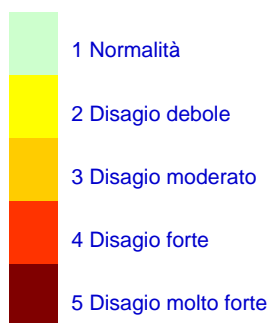 1 Normalità
2 Disagio debole
3 Disagio moderato
4 Disagio forte
5 Disagio molto forte